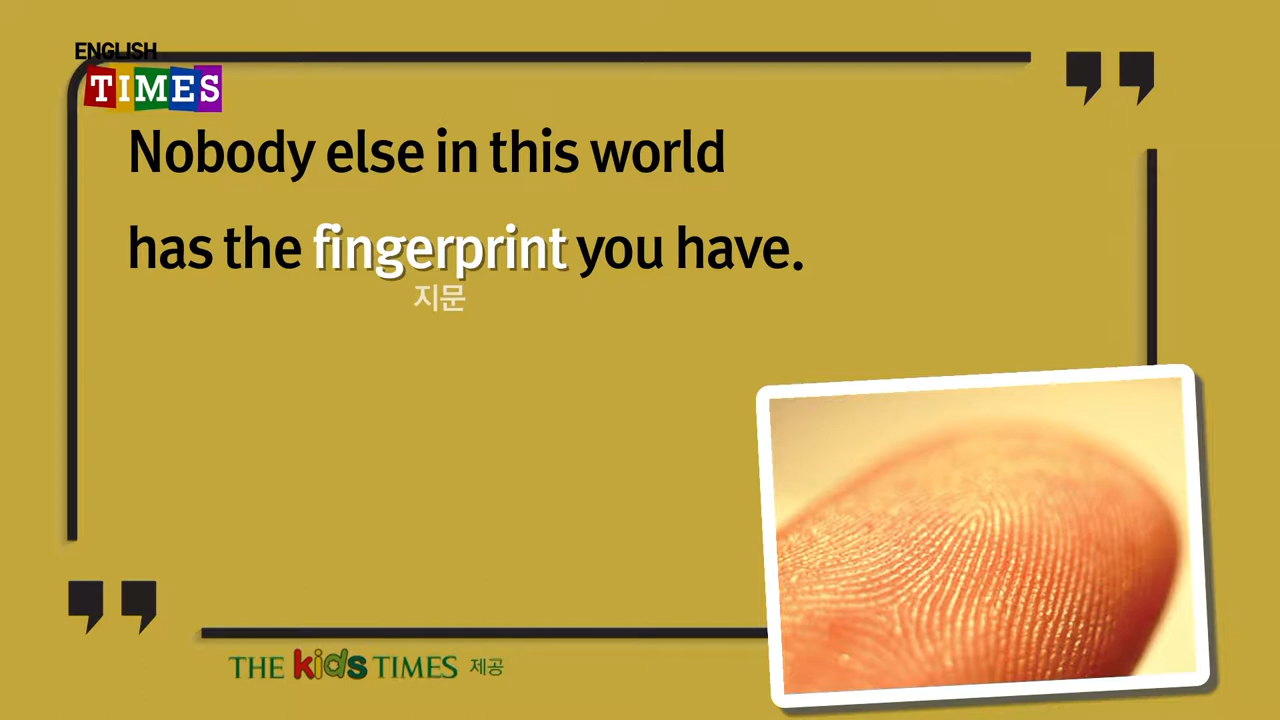 ENGLISH
TIMES
Nobody else in this world
has the fingerprint you have.
지문
THE kids TIMES 제공